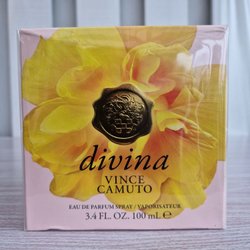 divina
VINCE
CAMUTO
EAU DE PARFUM SPRAY / VAPORISATEUR
3.4 FL. OZ. 100 mL ℮